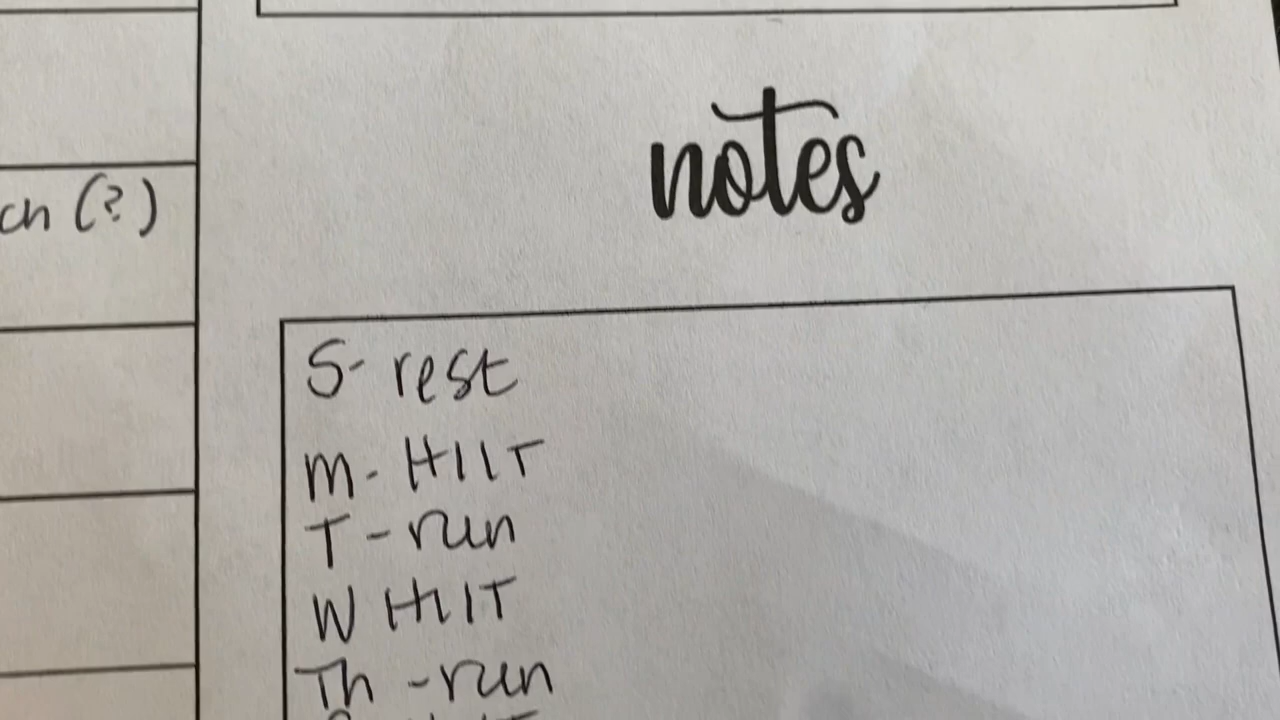 notes
ch (?)
S- rest
M- HIIT
T- run
W HIIT
Th -run